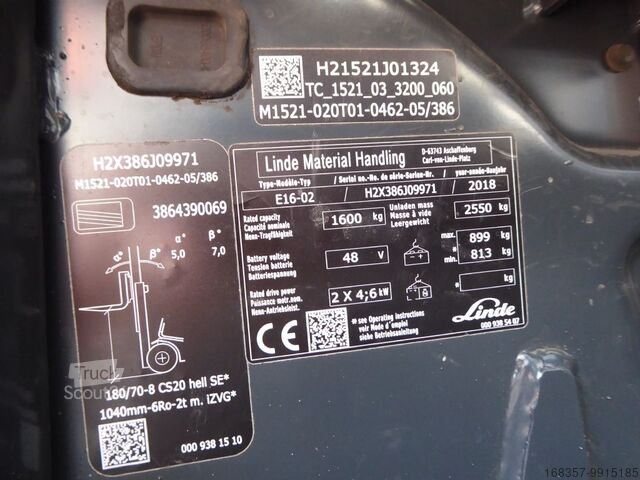 H21521J01324
TC_1521_03_3200_060
M1521-020T01-0462-05/386
H2X386J09971
M1521-020T01-0462-05/386
3864390069
α° β°
5,0 7,0
α° β°
180/70-8 CS20 hell SE*
1040mm-6Ro-2t m. iZVG*
000 938 15 10
Linde Material Handling
D-63743 Aschaffenburg
Carl-von-Linde-Platz
Type-Modèle-Typ / Serial no.-No. de série-Serien-Nr. / year-année-Baujahr
E16-02 / H2X386J09971 / 2018
Rated capacity
Capacité nominale
Nenn-Tragfähigkeit
1600 kg
Unladen mass
Masse à vide
Leergewicht
2550 kg
Battery voltage
Tension batterie
Batteriespannung
48 V
max. 899 kg
* min. 813
Rated drive power
Puissance motr.nom.
Nenn-Antriebsleist.
2 X 4;6 kW
* kg
CE
*see Operating instructions
voir Mode d'emploi
siehe Betriebsanleitung
Linde
000 938 54 07
Truck
Scout
168357-9915185